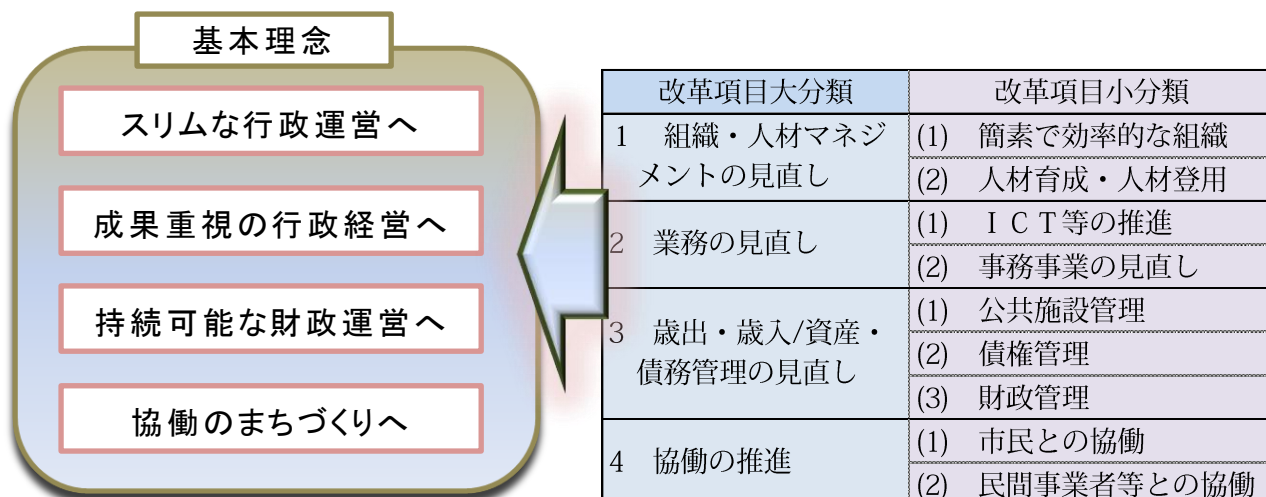 基本理念
スリムな行政運営へ
成果重視の行政経営へ
持続可能な財政運営へ
協働のまちづくりへ
改革項目大分類
改革項目小分類
1 組織・人材マネジ
メントの見直し
(1) 簡素で効率的な組織
(2) 人材育成・人材登用
2 業務の見直し
(1) ＩＣＴ等の推進
(2) 事務事業の見直し
3 歳出・歳入/資産・
債務管理の見直し
(1) 公共施設管理
(2) 債権管理
(3) 財政管理
4 協働の推進
(1) 市民との協働
(2) 民間事業者等との協働